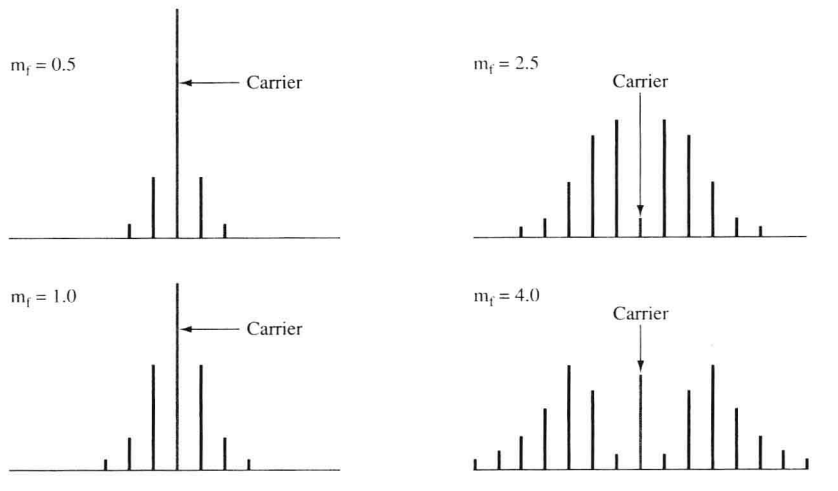 m_f = 0.5
Carrier
m_f = 2.5
Carrier
m_f = 1.0
Carrier
m_f = 4.0
Carrier